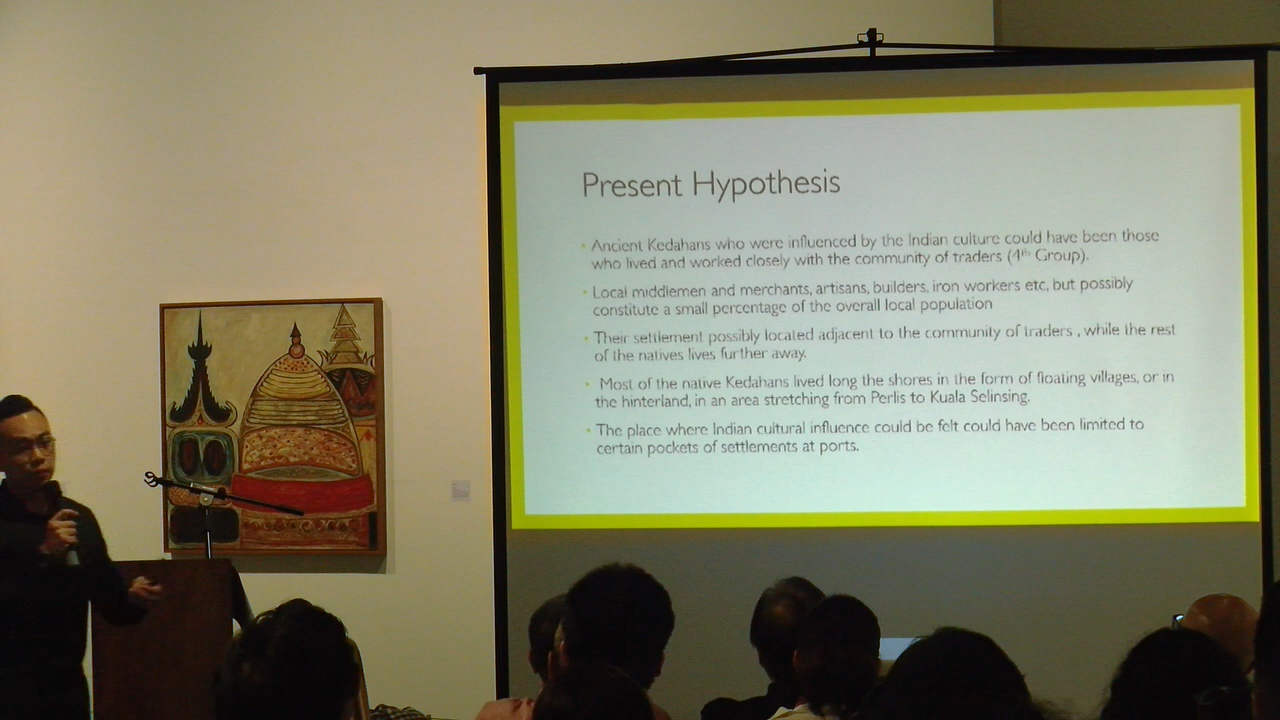 Present Hypothesis
• Ancient Kedahans who were influenced by the Indian culture could have been those
who lived and worked closely with the community of traders (4th Group).
• Local middlemen and merchants, artisans, builders, iron workers etc, but possibly
constitute a small percentage of the overall local population
• Their settlement possibly located adjacent to the community of traders , while the rest
of the natives lives further away.
• Most of the native Kedahans lived long the shores in the form of floating villages, or in
the hinterland, in an area stretching from Perlis to Kuala Selinsing.
• The place where Indian cultural influence could be felt could have been limited to
certain pockets of settlements at ports.